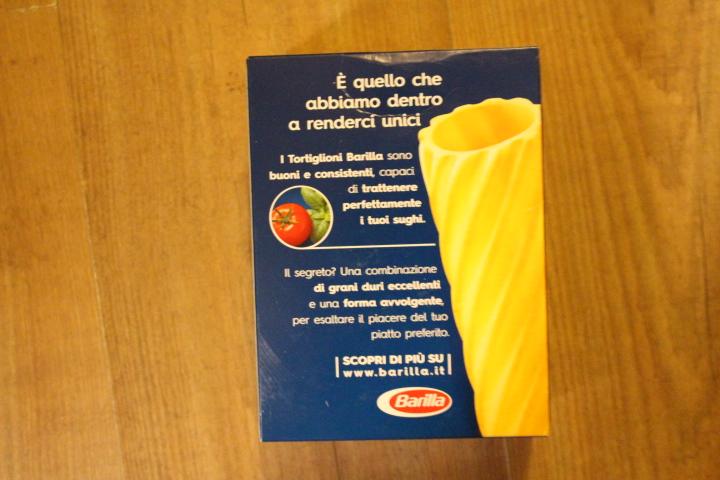 È quello che
abbiamo dentro
a renderci unici
I Tortiglioni Barilla sono
buoni e consistenti, capaci
di trattenere
perfettamente
i tuoi sughi.
Il segreto? Una combinazione
di grani duri eccellenti
e una forma avvolgente,
per esaltare il piacere del tuo
piatto preferito.
SCOPRI DI PIÙ SU
www.barilla.it
Barilla